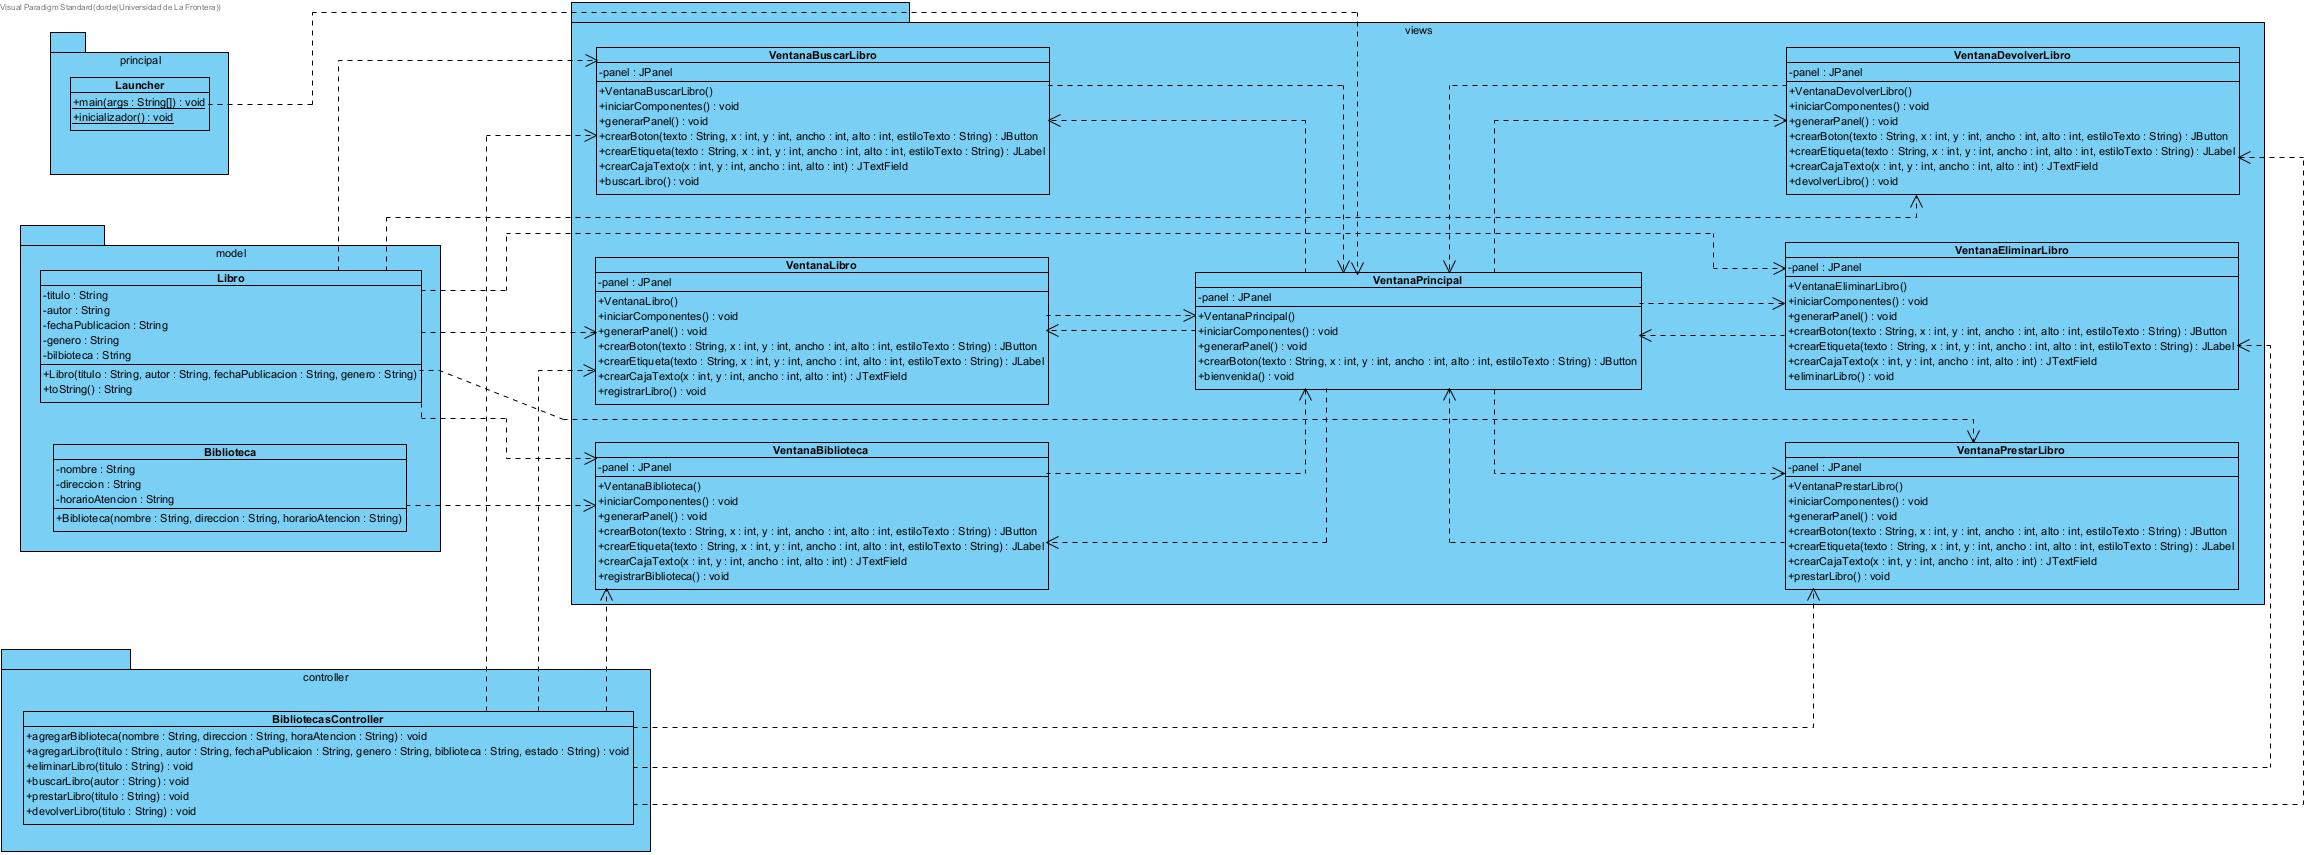 Visual Paradigm Standard(dorde(Universidad de La Frontera))
principal
Launcher
+main(args : String[]) : void
+inicializador() : void
model
Libro
-titulo : String
-autor : String
-fechaPublicacion : String
-genero : String
-bilbioteca : String
+Libro(titulo : String, autor : String, fechaPublicacion : String, genero : String)
+toString() : String
Biblioteca
-nombre : String
-direccion : String
-horarioAtencion : String
+Biblioteca(nombre : String, direccion : String, horarioAtencion : String)
views
VentanaBuscarLibro
-panel : JPanel
+VentanaBuscarLibro()
+iniciarComponentes() : void
+generarPanel() : void
+crearBoton(texto : String, x : int, y : int, ancho : int, alto : int, estiloTexto : String) : JButton
+crearEtiqueta(texto : String, x : int, y : int, ancho : int, alto : int, estiloTexto : String) : JLabel
+crearCajaTexto(x : int, y : int, ancho : int, alto : int) : JTextField
+buscarLibro() : void
VentanaLibro
-panel : JPanel
+VentanaLibro()
+iniciarComponentes() : void
+generarPanel() : void
+crearBoton(texto : String, x : int, y : int, ancho : int, alto : int, estiloTexto : String) : JButton
+crearEtiqueta(texto : String, x : int, y : int, ancho : int, alto : int, estiloTexto : String) : JLabel
+crearCajaTexto(x : int, y : int, ancho : int, alto : int) : JTextField
+registrarLibro() : void
VentanaBiblioteca
-panel : JPanel
+VentanaBiblioteca()
+iniciarComponentes() : void
+generarPanel() : void
+crearBoton(texto : String, x : int, y : int, ancho : int, alto : int, estiloTexto : String) : JButton
+crearEtiqueta(texto : String, x : int, y : int, ancho : int, alto : int, estiloTexto : String) : JLabel
+crearCajaTexto(x : int, y : int, ancho : int, alto : int) : JTextField
+registrarBiblioteca() : void
VentanaPrincipal
-panel : JPanel
+VentanaPrincipal()
+iniciarComponentes() : void
+generarPanel() : void
+crearBoton(texto : String, x : int, y : int, ancho : int, alto : int, estiloTexto : String) : JButton
+bienvenida() : void
VentanaDevolverLibro
-panel : JPanel
+VentanaDevolverLibro()
+iniciarComponentes() : void
+generarPanel() : void
+crearBoton(texto : String, x : int, y : int, ancho : int, alto : int, estiloTexto : String) : JButton
+crearEtiqueta(texto : String, x : int, y : int, ancho : int, alto : int, estiloTexto : String) : JLabel
+crearCajaTexto(x : int, y : int, ancho : int, alto : int) : JTextField
+devolverLibro() : void
VentanaEliminarLibro
-panel : JPanel
+VentanaEliminarLibro()
+iniciarComponentes() : void
+generarPanel() : void
+crearBoton(texto : String, x : int, y : int, ancho : int, alto : int, estiloTexto : String) : JButton
+crearEtiqueta(texto : String, x : int, y : int, ancho : int, alto : int, estiloTexto : String) : JLabel
+crearCajaTexto(x : int, y : int, ancho : int, alto : int) : JTextField
+eliminarLibro() : void
VentanaPrestarLibro
-panel : JPanel
+VentanaPrestarLibro()
+iniciarComponentes() : void
+generarPanel() : void
+crearBoton(texto : String, x : int, y : int, ancho : int, alto : int, estiloTexto : String) : JButton
+crearEtiqueta(texto : String, x : int, y : int, ancho : int, alto : int, estiloTexto : String) : JLabel
+crearCajaTexto(x : int, y : int, ancho : int, alto : int) : JTextField
+prestarLibro() : void
controller
BibliotecasController
+agregarBiblioteca(nombre : String, direccion : String, horaAtencion : String) : void
+agregarLibro(titulo : String, autor : String, fechaPublicaion : String, genero : String, biblioteca : String, estado : String) : void
+eliminarLibro(titulo : String) : void
+buscarLibro(autor : String) : void
+prestarLibro(titulo : String) : void
+devolverLibro(titulo : String) : void